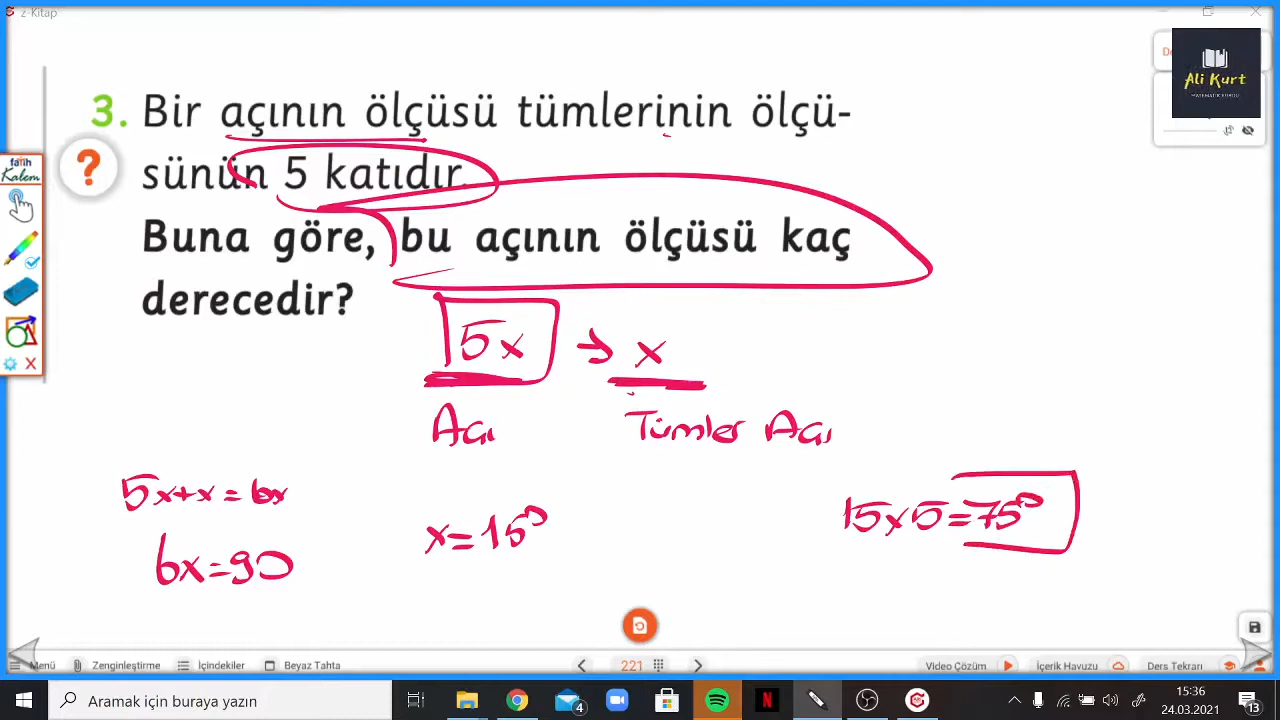 z-Kitap
Ali Kurt
3. Bir açının ölçüsü tümlerinin ölçü-
sünün 5 katıdır.
Buna göre, bu açının ölçüsü kaç
derecedir?
?
fatih
Kalem
5x → x
Açı Tümler Açı
5x+x=6x
6x=90
x=15°
15x5=75°
Menü Zenginleştirme İçindekiler Beyaz Tahta 221 Video Çözüm İçerik Havuzu Ders Tekrarı
Aramak için buraya yazın
4
15:36
24.03.2021
13